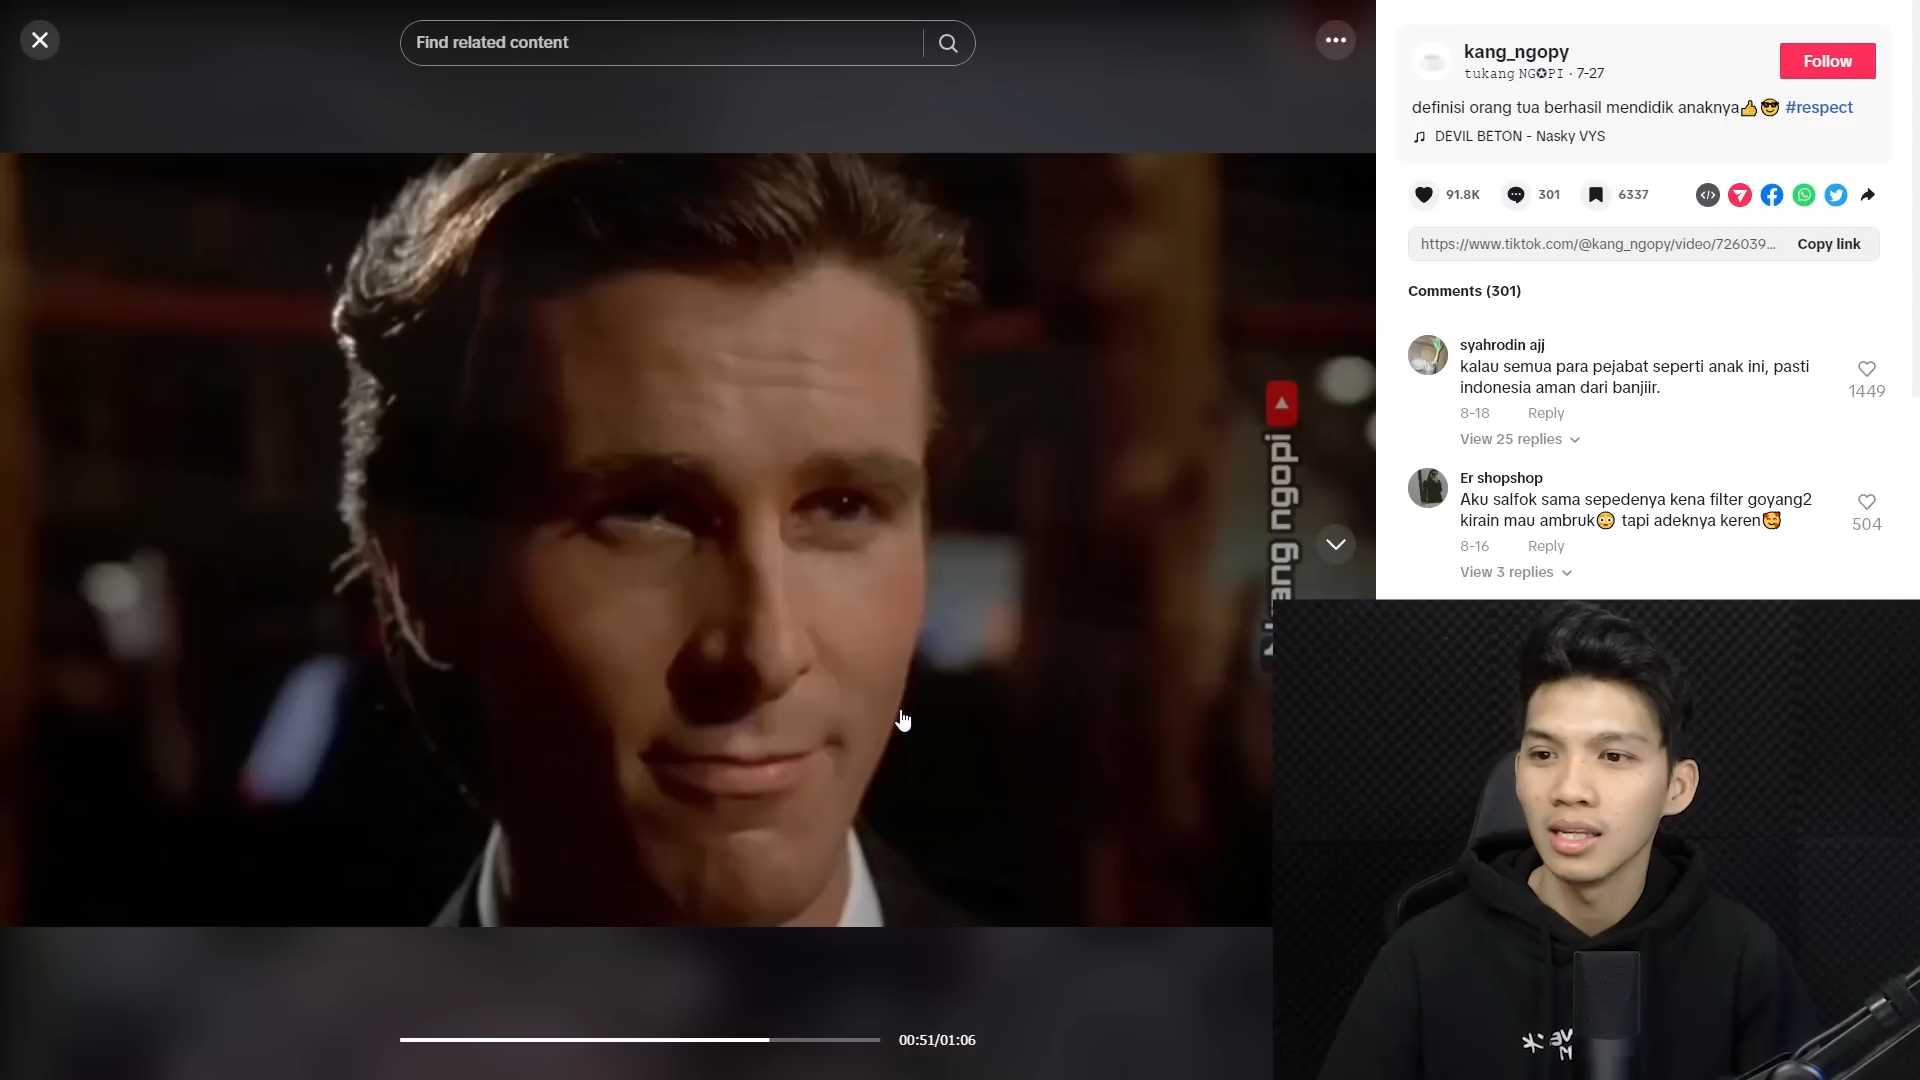 Find related content
kang_ngopy
tukang NG✪PI · 7-27
Follow
definisi orang tua berhasil mendidik anaknya👍😎 #respect
DEVIL BETON - Nasky VYS
91.8K
301
6337
https://www.tiktok.com/@kang_ngopy/video/726039...
Copy link
Comments (301)
syahrodin ajj
kalau semua para pejabat seperti anak ini, pasti
indonesia aman dari banjiir.
1449
8-18 Reply
View 25 replies
Er shopshop
Aku salfok sama sepedenya kena filter goyang2
kirain mau ambruk😳 tapi adeknya keren🥰
504
8-16 Reply
View 3 replies
ngopi
00:51/01:06